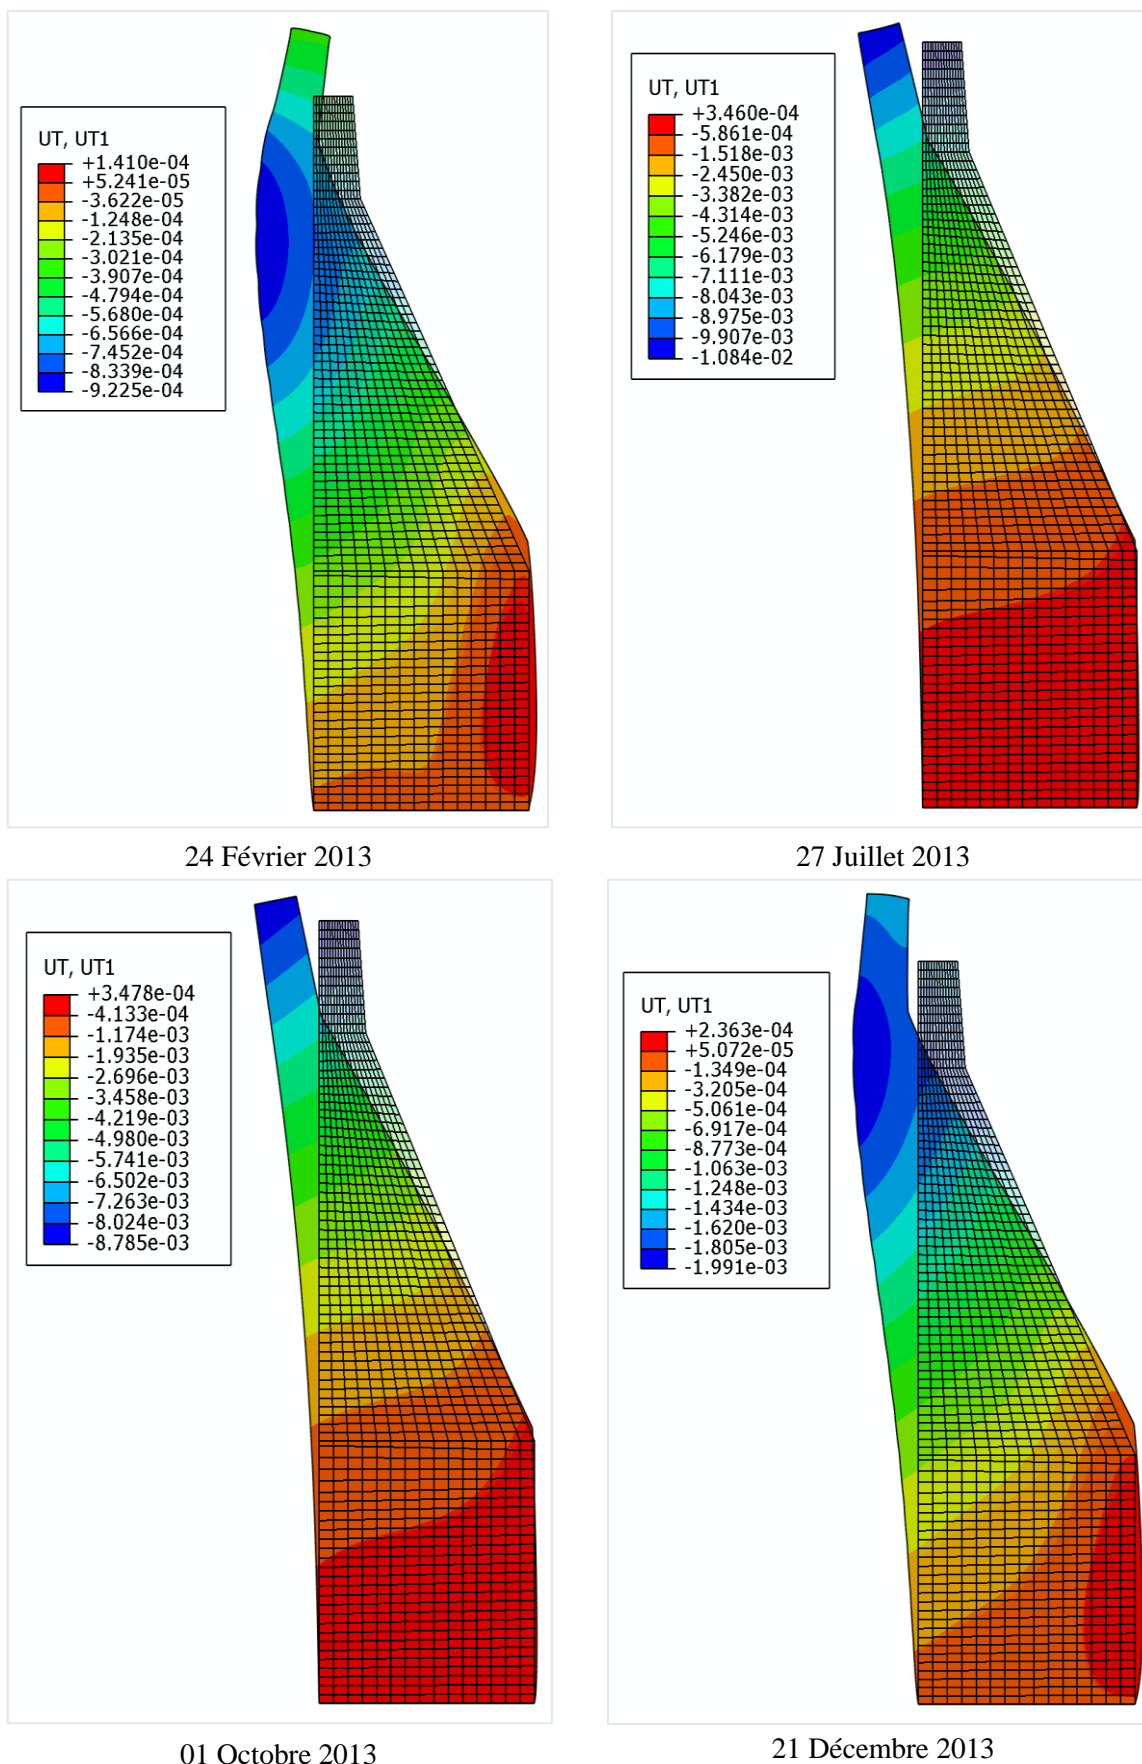 UT, UT1
+1.410e-04
+5.241e-05
-3.622e-05
-1.248e-04
-2.135e-04
-3.021e-04
-3.907e-04
-4.794e-04
-5.680e-04
-6.566e-04
-7.452e-04
-8.339e-04
-9.225e-04
24 Février 2013
UT, UT1
+3.460e-04
-5.861e-04
-1.518e-03
-2.450e-03
-3.382e-03
-4.314e-03
-5.246e-03
-6.179e-03
-7.111e-03
-8.043e-03
-8.975e-03
-9.907e-03
-1.084e-02
27 Juillet 2013
UT, UT1
+3.478e-04
-4.133e-04
-1.174e-03
-1.935e-03
-2.696e-03
-3.458e-03
-4.219e-03
-4.980e-03
-5.741e-03
-6.502e-03
-7.263e-03
-8.024e-03
-8.785e-03
01 Octobre 2013
UT, UT1
+2.363e-04
+5.072e-05
-1.349e-04
-3.205e-04
-5.061e-04
-6.917e-04
-8.773e-04
-1.063e-03
-1.248e-03
-1.434e-03
-1.620e-03
-1.805e-03
-1.991e-03
21 Décembre 2013